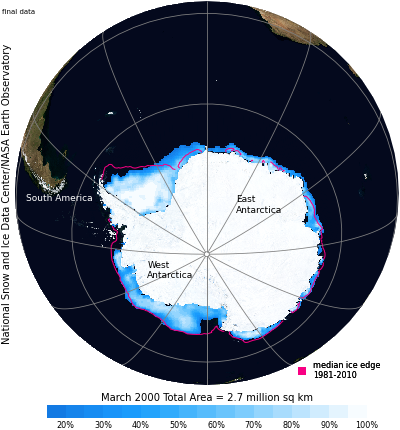 final data
National Snow and Ice Data Center/NASA Earth Observatory
South America
East
Antarctica
West
Antarctica
median ice edge
1981-2010
March 2000 Total Area = 2.7 million sq km
20% 30% 40% 50% 60% 70% 80% 90% 100%